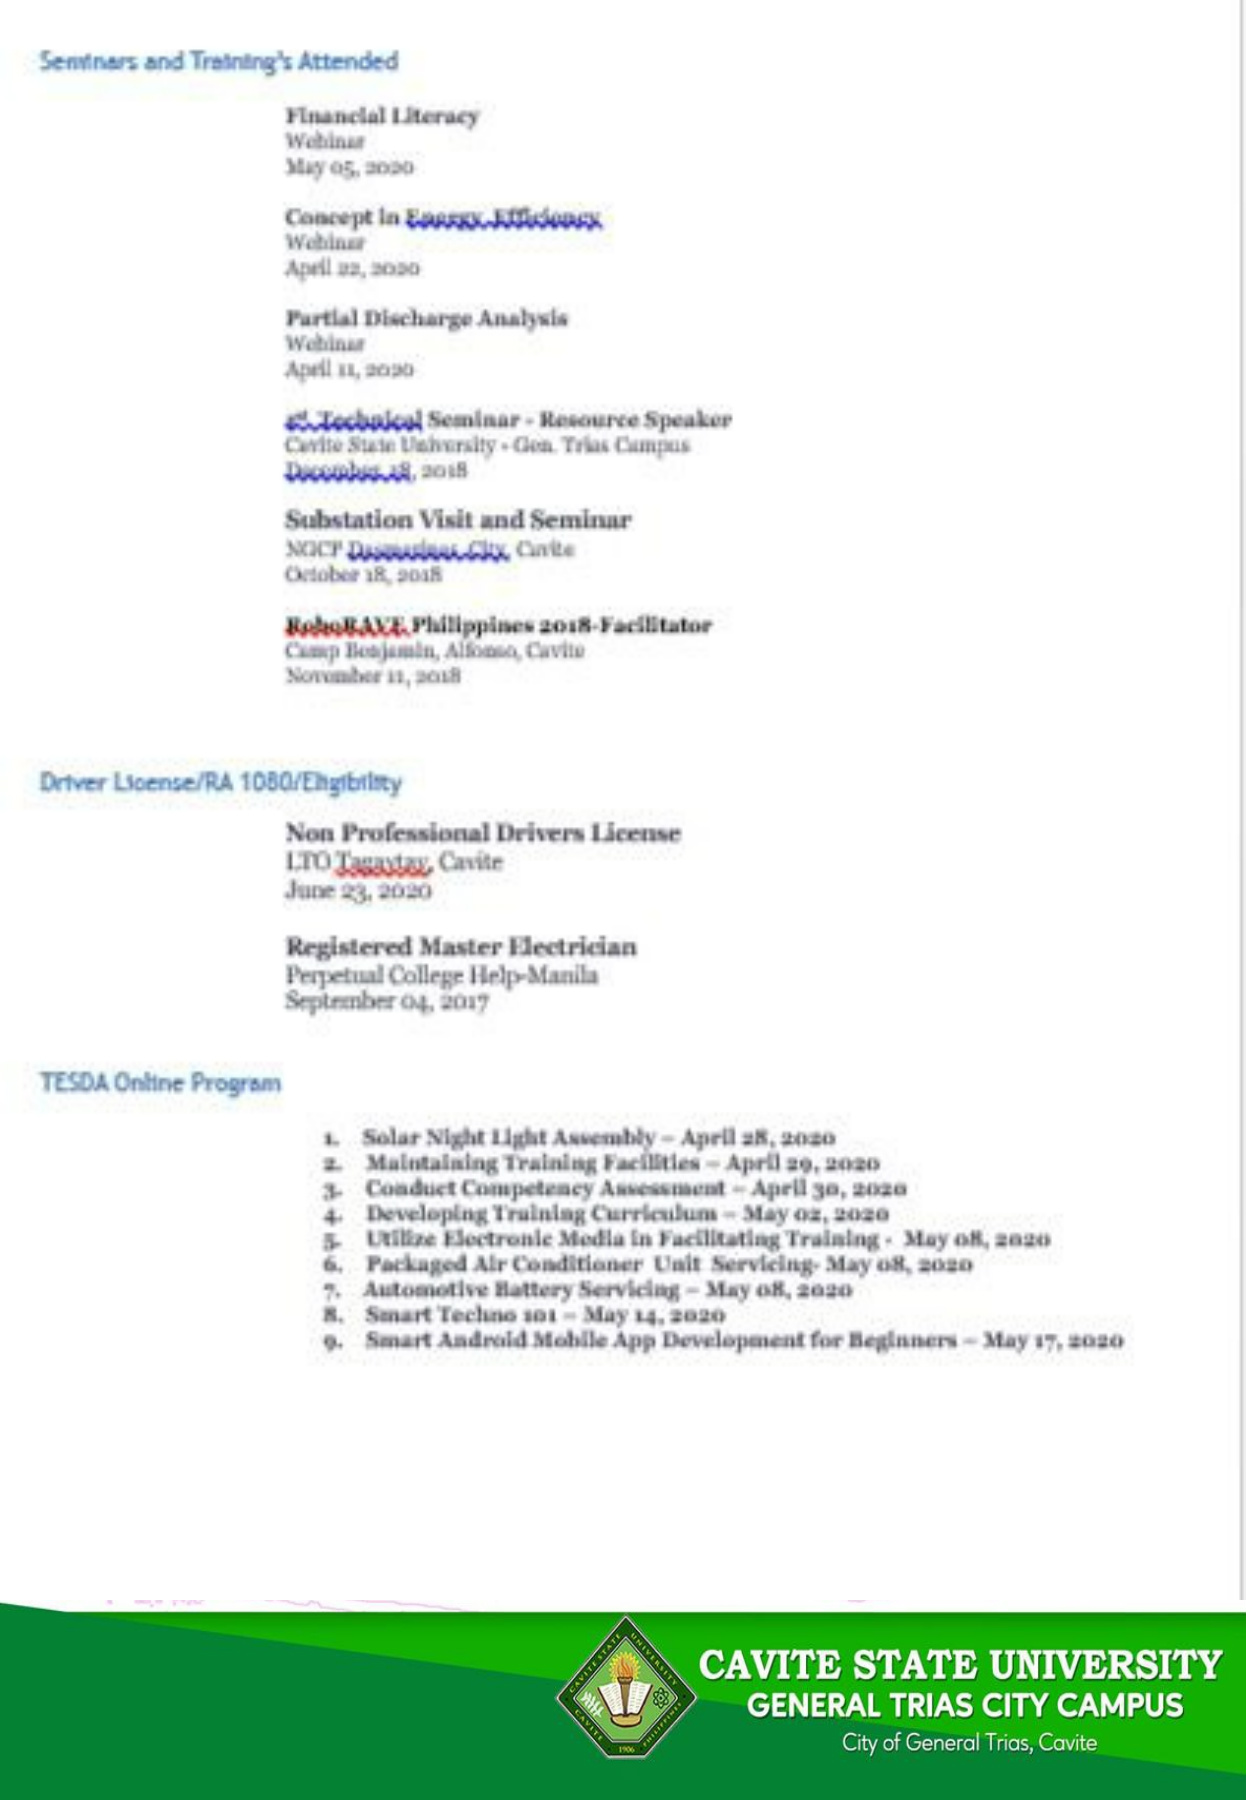 Seminars and Training's Attended
Financial Literacy
Webinar
May 05, 2020
Concept in Energy Efficiency
Webinar
April 22, 2020
Partial Discharge Analysis
Webinar
April 11, 2020
Technical Seminar - Resource Speaker
Cavite State University - Gen. Trias Campus
December 18, 2018
Substation Visit and Seminar
NGCP Dasmarinas City, Cavite
October 18, 2018
RoboRAVE Philippines 2018-Facilitator
Camp Benjamin, Alfonso, Cavite
November 11, 2018
Driver License/RA 1080/Eligibility
Non Professional Drivers License
LTO Tagaytay, Cavite
June 23, 2020
Registered Master Electrician
Perpetual College Help-Manila
September 04, 2017
TESDA Online Program
1. Solar Night Light Assembly – April 28, 2020
2. Maintaining Training Facilities – April 29, 2020
3. Conduct Competency Assessment – April 30, 2020
4. Developing Training Curriculum – May 02, 2020
5. Utilize Electronic Media in Facilitating Training - May 08, 2020
6. Packaged Air Conditioner Unit Servicing- May 08, 2020
7. Automotive Battery Servicing – May 08, 2020
8. Smart Techno 101 – May 14, 2020
9. Smart Android Mobile App Development for Beginners – May 17, 2020
CAVITE STATE UNIVERSITY
CAVITE
PHILIPPINES
1906
CAVITE STATE UNIVERSITY
GENERAL TRIAS CITY CAMPUS
City of General Trias, Cavite